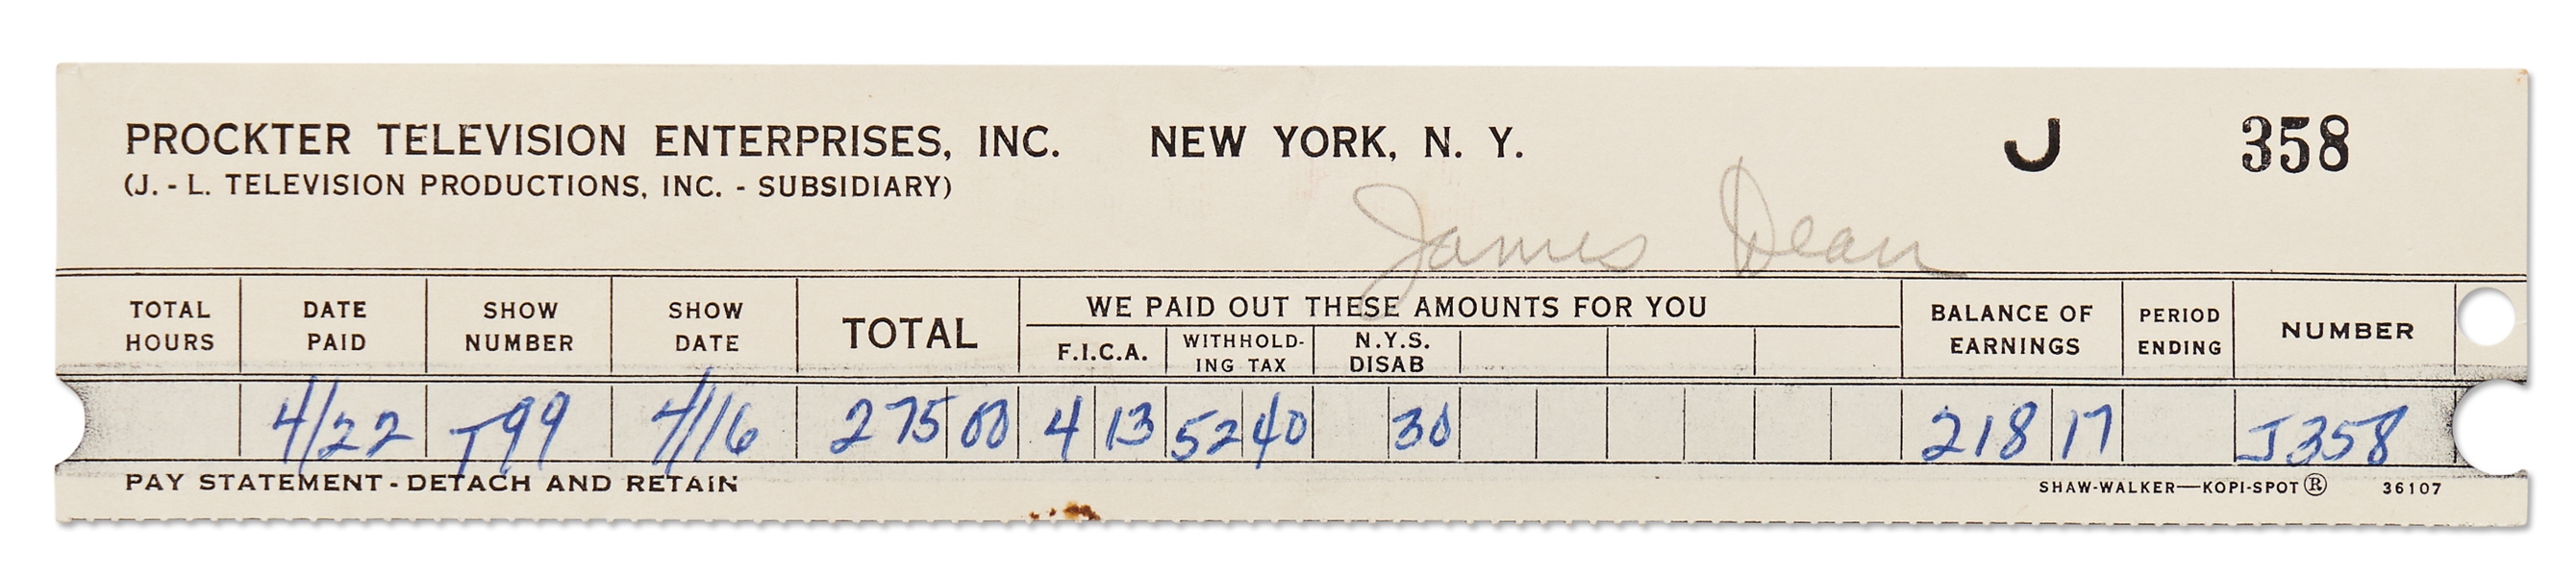 PROCKTER TELEVISION ENTERPRISES, INC. NEW YORK, N. Y. J 358
(J. - L. TELEVISION PRODUCTIONS, INC. - SUBSIDIARY)
James Dean
TOTAL HOURS DATE PAID SHOW NUMBER SHOW DATE TOTAL WE PAID OUT THESE AMOUNTS FOR YOU BALANCE OF EARNINGS PERIOD ENDING NUMBER
F.I.C.A. WITHHOLD-ING TAX N.Y.S. DISAB
4/22 T99 4/16 275 00 4 13 52 40 30 218 17 J358
PAY STATEMENT - DETACH AND RETAIN SHAW-WALKER—KOPI-SPOT ® 36107